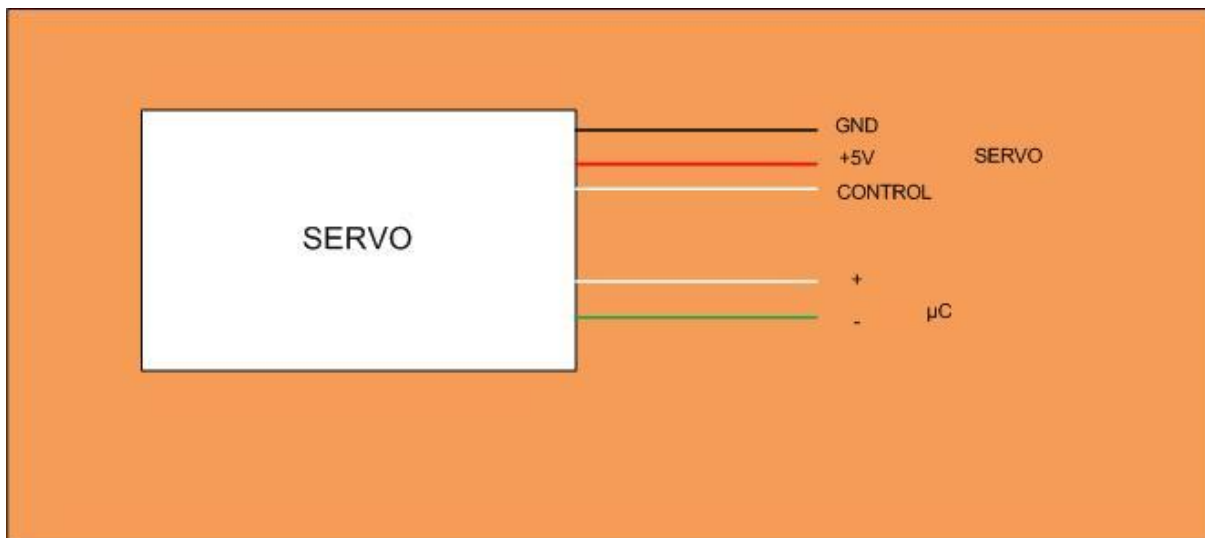 GND
+5V
SERVO
CONTROL
SERVO
+
µC
-